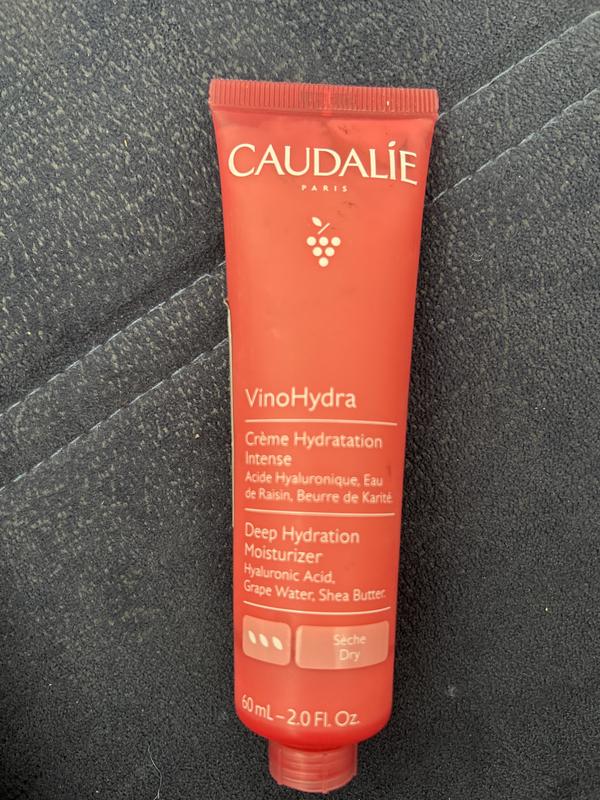 CAUDALÍE
PARIS
VinoHydra
Crème Hydratation
Intense
Acide Hyaluronique, Eau
de Raisin, Beurre de Karité.
Deep Hydration
Moisturizer
Hyaluronic Acid,
Grape Water, Shea Butter.
Sèche
Dry
60 mL – 2.0 Fl. Oz.